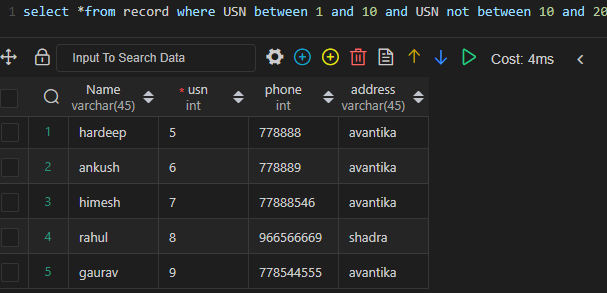 1 select *from record where USN between 1 and 10 and USN not between 10 and 20
Input To Search Data Cost: 4ms
Name * usn phone address
varchar(45) int int varchar(45)
1 hardeep 5 778888 avantika
2 ankush 6 778889 avantika
3 himesh 7 77888546 avantika
4 rahul 8 966566669 shadra
5 gaurav 9 778544555 avantika